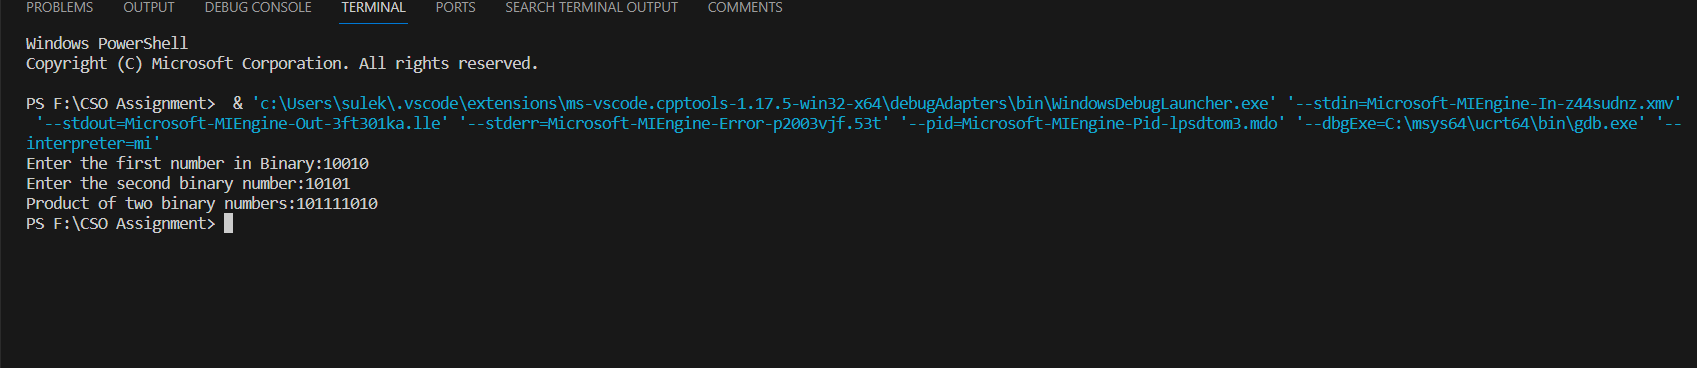 PROBLEMS OUTPUT DEBUG CONSOLE TERMINAL PORTS SEARCH TERMINAL OUTPUT COMMENTS
Windows PowerShell
Copyright (C) Microsoft Corporation. All rights reserved.
PS F:\CSO Assignment>  & 'c:\Users\sulek\.vscode\extensions\ms-vscode.cpptools-1.17.5-win32-x64\debugAdapters\bin\WindowsDebugLauncher.exe' '--stdin=Microsoft-MIEngine-In-z44sudnz.xmv'
'--stdout=Microsoft-MIEngine-Out-3ft301ka.lle' '--stderr=Microsoft-MIEngine-Error-p2003vjf.53t' '--pid=Microsoft-MIEngine-Pid-lpsdtom3.mdo' '--dbgExe=C:\msys64\ucrt64\bin\gdb.exe' '--
interpreter=mi'
Enter the first number in Binary:10010
Enter the second binary number:10101
Product of two binary numbers:101111010
PS F:\CSO Assignment>